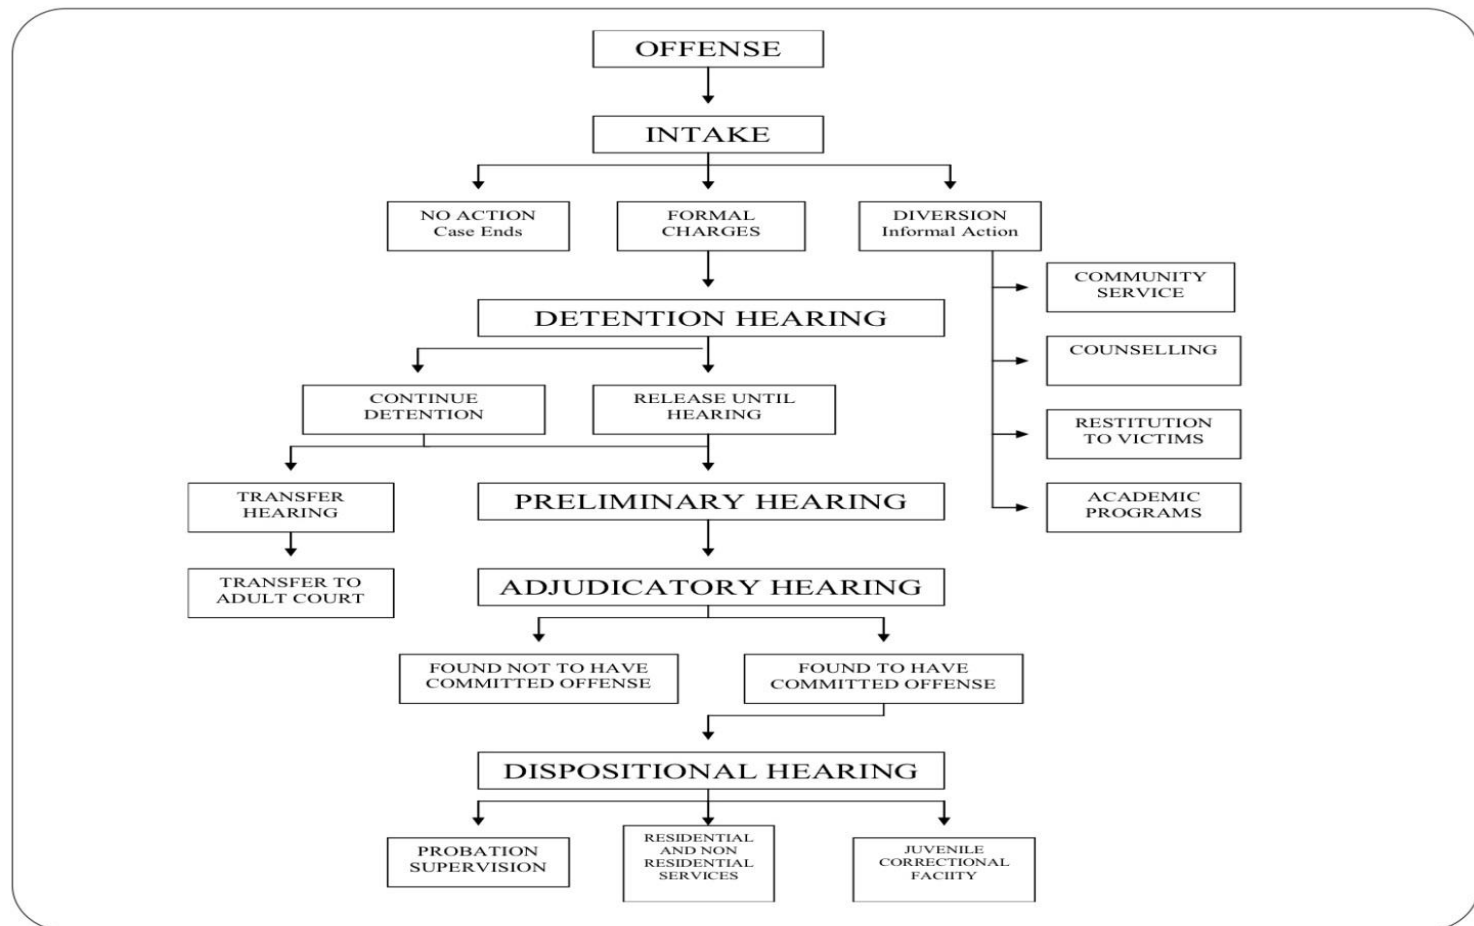 OFFENSE
INTAKE
NO ACTION
Case Ends
FORMAL
CHARGES
DIVERSION
Informal Action
COMMUNITY
SERVICE
DETENTION HEARING
COUNSELLING
CONTINUE
DETENTION
RELEASE UNTIL
HEARING
RESTITUTION
TO VICTIMS
TRANSFER
HEARING
PRELIMINARY HEARING
ACADEMIC
PROGRAMS
TRANSFER TO
ADULT COURT
ADJUDICATORY HEARING
FOUND NOT TO HAVE
COMMITTED OFFENSE
FOUND TO HAVE
COMMITTED OFFENSE
DISPOSITIONAL HEARING
PROBATION
SUPERVISION
RESIDENTIAL
AND NON
RESIDENTIAL
SERVICES
JUVENILE
CORRECTIONAL
FACIITY